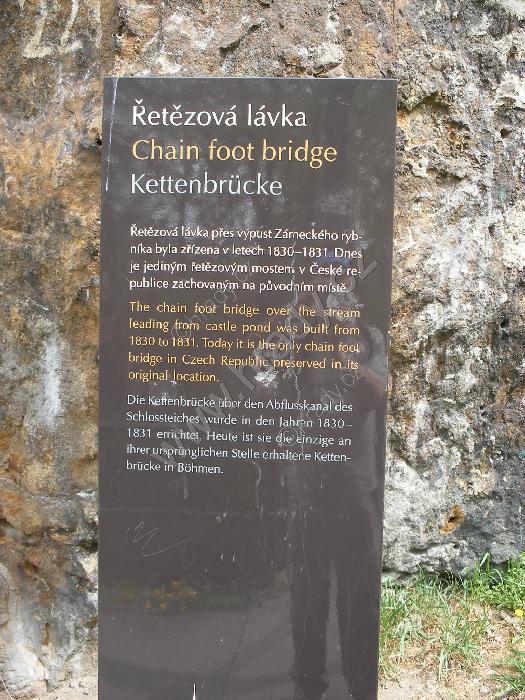 Řetězová lávka
Chain foot bridge
Kettenbrücke
Řetězová lávka přes výpust Zámeckého ryb-
níka byla zřízena v letech 1830–1831. Dnes
je jediným řetězovým mostem v České re-
publice zachovaným na původním místě.
The chain foot bridge over the stream
leading from castle pond was built from
1830 to 1831. Today it is the only chain foot
bridge in Czech Republic preserved in its
original location.
Die Kettenbrücke über den Abflusskanal des
Schlossteiches wurde in den Jahren 1830–
1831 errichtet. Heute ist sie die einzige an
ihrer ursprünglichen Stelle erhaltene Ketten-
brücke in Böhmen.